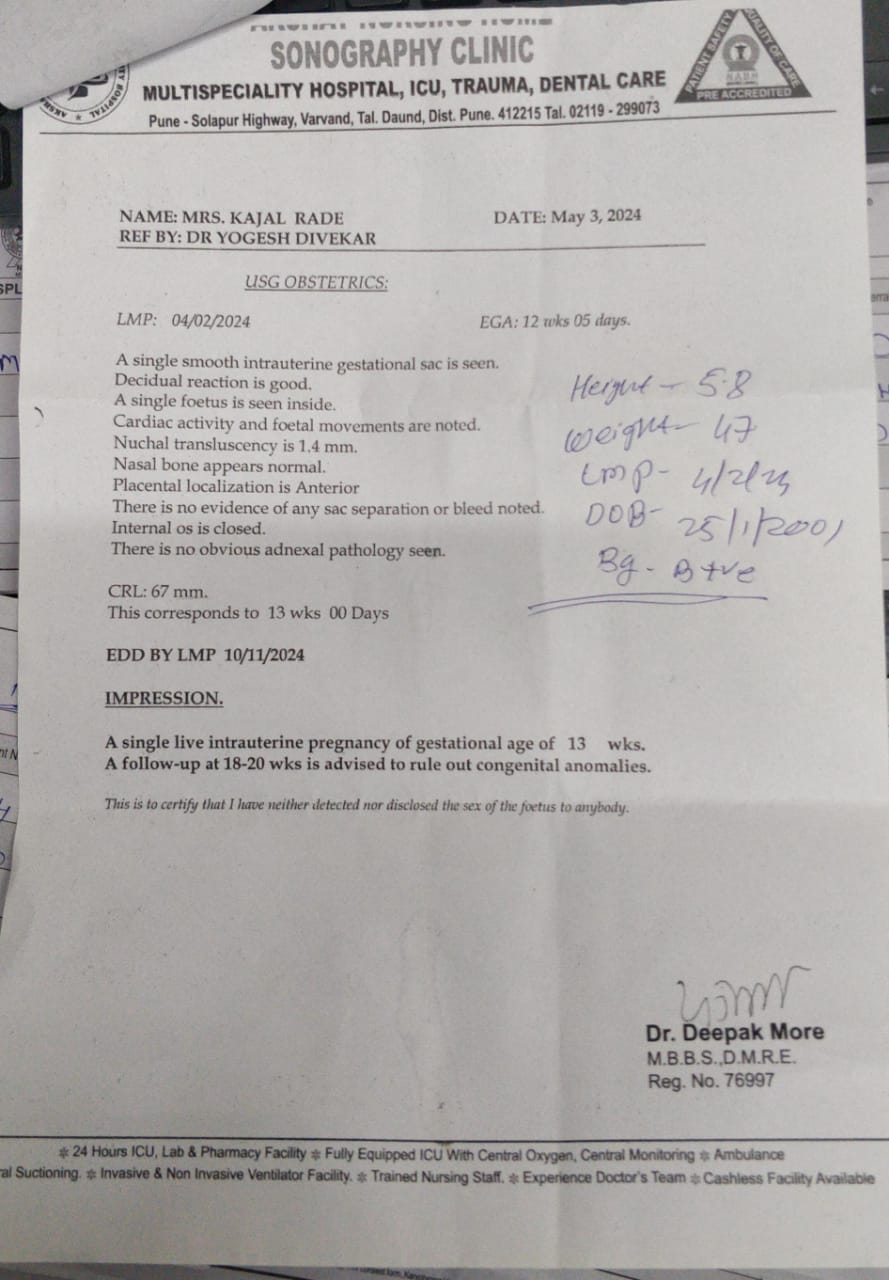 SONOGRAPHY CLINIC
MULTISPECIALITY HOSPITAL, ICU, TRAUMA, DENTAL CARE
Pune - Solapur Highway, Varvand, Tal. Daund, Dist. Pune. 412215 Tal. 02119 - 299073
PATIENT SAFETY
QUALITY OF CARE
NABH
PRE ACCREDITED
NAME: MRS. KAJAL RADE DATE: May 3, 2024
REF BY: DR YOGESH DIVEKAR
USG OBSTETRICS:
LMP: 04/02/2024 EGA: 12 wks 05 days.
A single smooth intrauterine gestational sac is seen.
Decidual reaction is good.
A single foetus is seen inside.
Cardiac activity and foetal movements are noted.
Nuchal transluscency is 1.4 mm.
Nasal bone appears normal.
Placental localization is Anterior
There is no evidence of any sac separation or bleed noted.
Internal os is closed.
There is no obvious adnexal pathology seen.
Height - 5.8
Weight - 47
LMP - 4/2/24
DOB - 25/1/2001
Bg - B +ve
CRL: 67 mm.
This corresponds to 13 wks 00 Days
EDD BY LMP 10/11/2024
IMPRESSION.
A single live intrauterine pregnancy of gestational age of 13 wks.
A follow-up at 18-20 wks is advised to rule out congenital anomalies.
This is to certify that I have neither detected nor disclosed the sex of the foetus to anybody.
Dr. Deepak More
M.B.B.S.,D.M.R.E.
Reg. No. 76997
✲ 24 Hours ICU, Lab & Pharmacy Facility ✲ Fully Equipped ICU With Central Oxygen, Central Monitoring ✲ Ambulance
Suctioning. ✲ Invasive & Non Invasive Ventilator Facility. ✲ Trained Nursing Staff. ✲ Experience Doctor's Team ✲ Cashless Facility Available